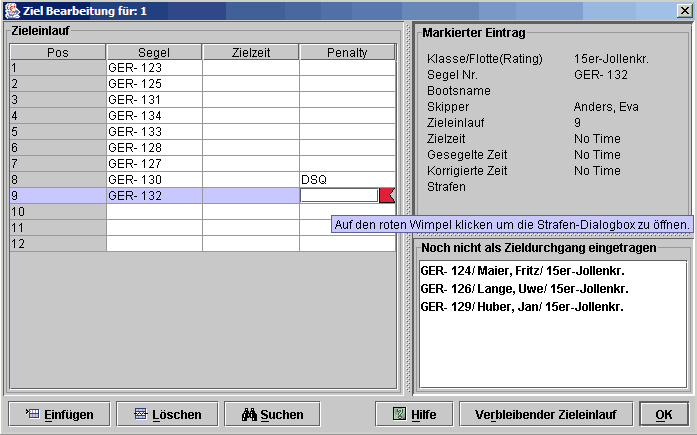 Ziel Bearbeitung für: 1
Zieleinlauf
Pos Segel Zielzeit Penalty
1 GER- 123
2 GER- 125
3 GER- 131
4 GER- 134
5 GER- 133
6 GER- 128
7 GER- 127
8 GER- 130 DSQ
9 GER- 132
10
11
12
Markierter Eintrag
Klasse/Flotte(Rating) 15er-Jollenkr.
Segel Nr. GER- 132
Bootsname
Skipper Anders, Eva
Zieleinlauf 9
Zielzeit No Time
Gesegelte Zeit No Time
Korrigierte Zeit No Time
Strafen
Auf den roten Wimpel klicken um die Strafen-Dialogbox zu öffnen.
Noch nicht als Zieldurchgang eingetragen
GER- 124/ Maier, Fritz/ 15er-Jollenkr.
GER- 126/ Lange, Uwe/ 15er-Jollenkr.
GER- 129/ Huber, Jan/ 15er-Jollenkr.
Einfügen Löschen Suchen Hilfe Verbleibender Zieleinlauf OK